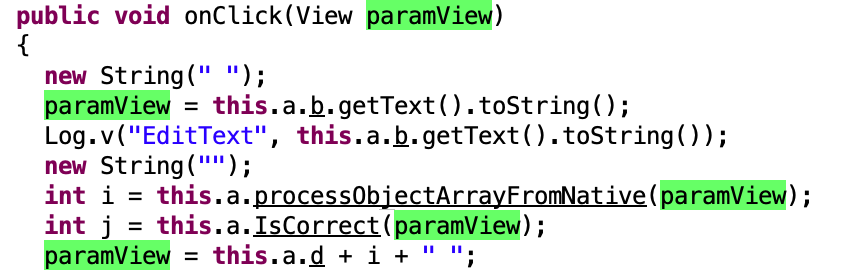 public void onClick(View paramView)
{
new String(" ");
paramView = this.a.b.getText().toString();
Log.v("EditText", this.a.b.getText().toString());
new String("");
int i = this.a.processObjectArrayFromNative(paramView);
int j = this.a.IsCorrect(paramView);
paramView = this.a.d + i + " ";